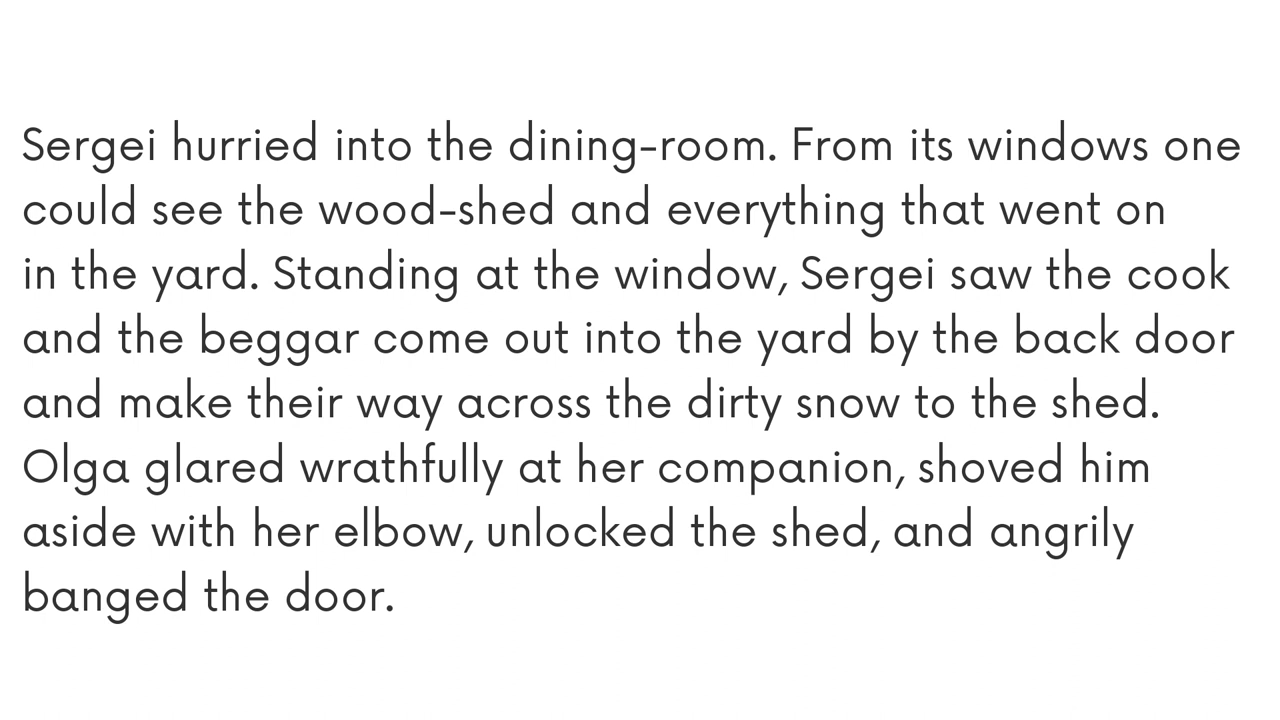 Sergei hurried into the dining-room. From its windows one
could see the wood-shed and everything that went on
in the yard. Standing at the window, Sergei saw the cook
and the beggar come out into the yard by the back door
and make their way across the dirty snow to the shed.
Olga glared wrathfully at her companion, shoved him
aside with her elbow, unlocked the shed, and angrily
banged the door.